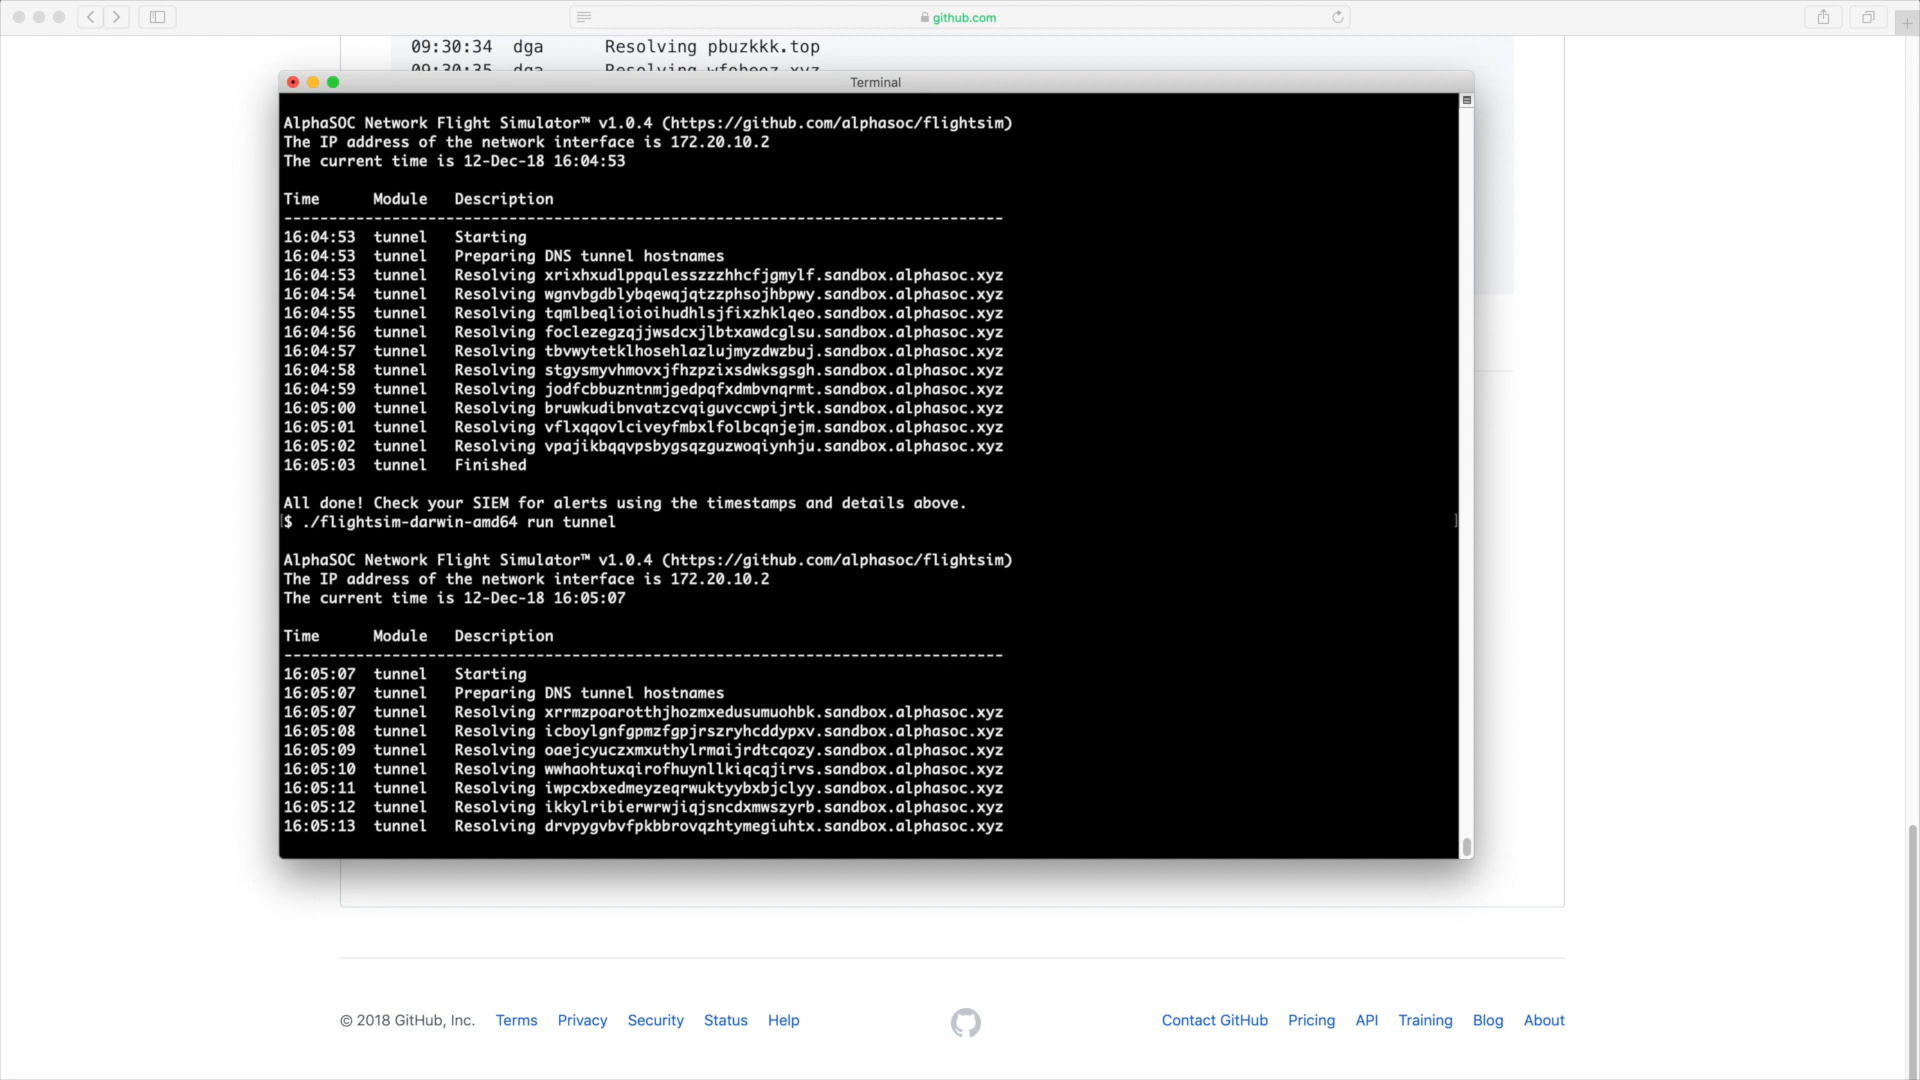 github.com
09:30:34 dga Resolving pbuzkkk.top
09:30:35 dga Resolving wfoheoz.xyz
Terminal
AlphaSOC Network Flight Simulator™ v1.0.4 (https://github.com/alphasoc/flightsim)
The IP address of the network interface is 172.20.10.2
The current time is 12-Dec-18 16:04:53
Time Module Description
--------------------------------------------------------------------------------
16:04:53 tunnel Starting
16:04:53 tunnel Preparing DNS tunnel hostnames
16:04:53 tunnel Resolving xrixhxudlppqulesszzzhhcfjgmylf.sandbox.alphasoc.xyz
16:04:54 tunnel Resolving wgnvbgdblybqewqjqtzzphsojhbpwy.sandbox.alphasoc.xyz
16:04:55 tunnel Resolving tqmlbeqlioioihudhlsjfixzhklqeo.sandbox.alphasoc.xyz
16:04:56 tunnel Resolving foclezegzqjjwsdcxjlbtxawdcglsu.sandbox.alphasoc.xyz
16:04:57 tunnel Resolving tbvwytetklhosehlazlujmyzdwzbuj.sandbox.alphasoc.xyz
16:04:58 tunnel Resolving stgysmyvhmovxjfhzpzixsdwksgsgh.sandbox.alphasoc.xyz
16:04:59 tunnel Resolving jodfcbbuzntnmjgedpqfxdmbvnqrmt.sandbox.alphasoc.xyz
16:05:00 tunnel Resolving bruwkudibnvatzcvqiguvccwpijrtk.sandbox.alphasoc.xyz
16:05:01 tunnel Resolving vflxqqovlciveyfmbxlfolbcqnjejm.sandbox.alphasoc.xyz
16:05:02 tunnel Resolving vpajikbqqvpsbygsqzguzwoqiynhju.sandbox.alphasoc.xyz
16:05:03 tunnel Finished
All done! Check your SIEM for alerts using the timestamps and details above.
[$ ./flightsim-darwin-amd64 run tunnel ]
AlphaSOC Network Flight Simulator™ v1.0.4 (https://github.com/alphasoc/flightsim)
The IP address of the network interface is 172.20.10.2
The current time is 12-Dec-18 16:05:07
Time Module Description
--------------------------------------------------------------------------------
16:05:07 tunnel Starting
16:05:07 tunnel Preparing DNS tunnel hostnames
16:05:07 tunnel Resolving xrrmzpoarotthjhozmxedusumuohbk.sandbox.alphasoc.xyz
16:05:08 tunnel Resolving icboylgnfgpmzfgpjrszryhcddypxv.sandbox.alphasoc.xyz
16:05:09 tunnel Resolving oaejcyuczxmxuthylrmaijrdtcqozy.sandbox.alphasoc.xyz
16:05:10 tunnel Resolving wwhaohtuxqirofhuynllkiqcqjirvs.sandbox.alphasoc.xyz
16:05:11 tunnel Resolving iwpcxbxedmeyzeqrwuktyybxbjclyy.sandbox.alphasoc.xyz
16:05:12 tunnel Resolving ikkylribierwrwjiqjsncdxmwszyrb.sandbox.alphasoc.xyz
16:05:13 tunnel Resolving drvpygvbvfpkbbrovqzhtymegiuhtx.sandbox.alphasoc.xyz
© 2018 GitHub, Inc. Terms Privacy Security Status Help Contact GitHub Pricing API Training Blog About